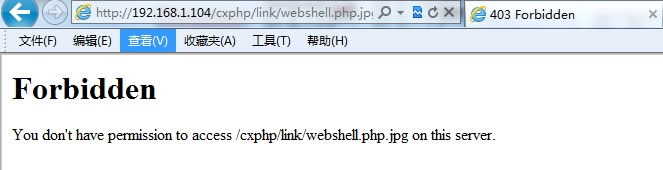 http://192.168.1.104/cxphp/link/webshell.php.jpg
403 Forbidden
文件(F) 编辑(E) 查看(V) 收藏夹(A) 工具(T) 帮助(H)
Forbidden
You don't have permission to access /cxphp/link/webshell.php.jpg on this server.